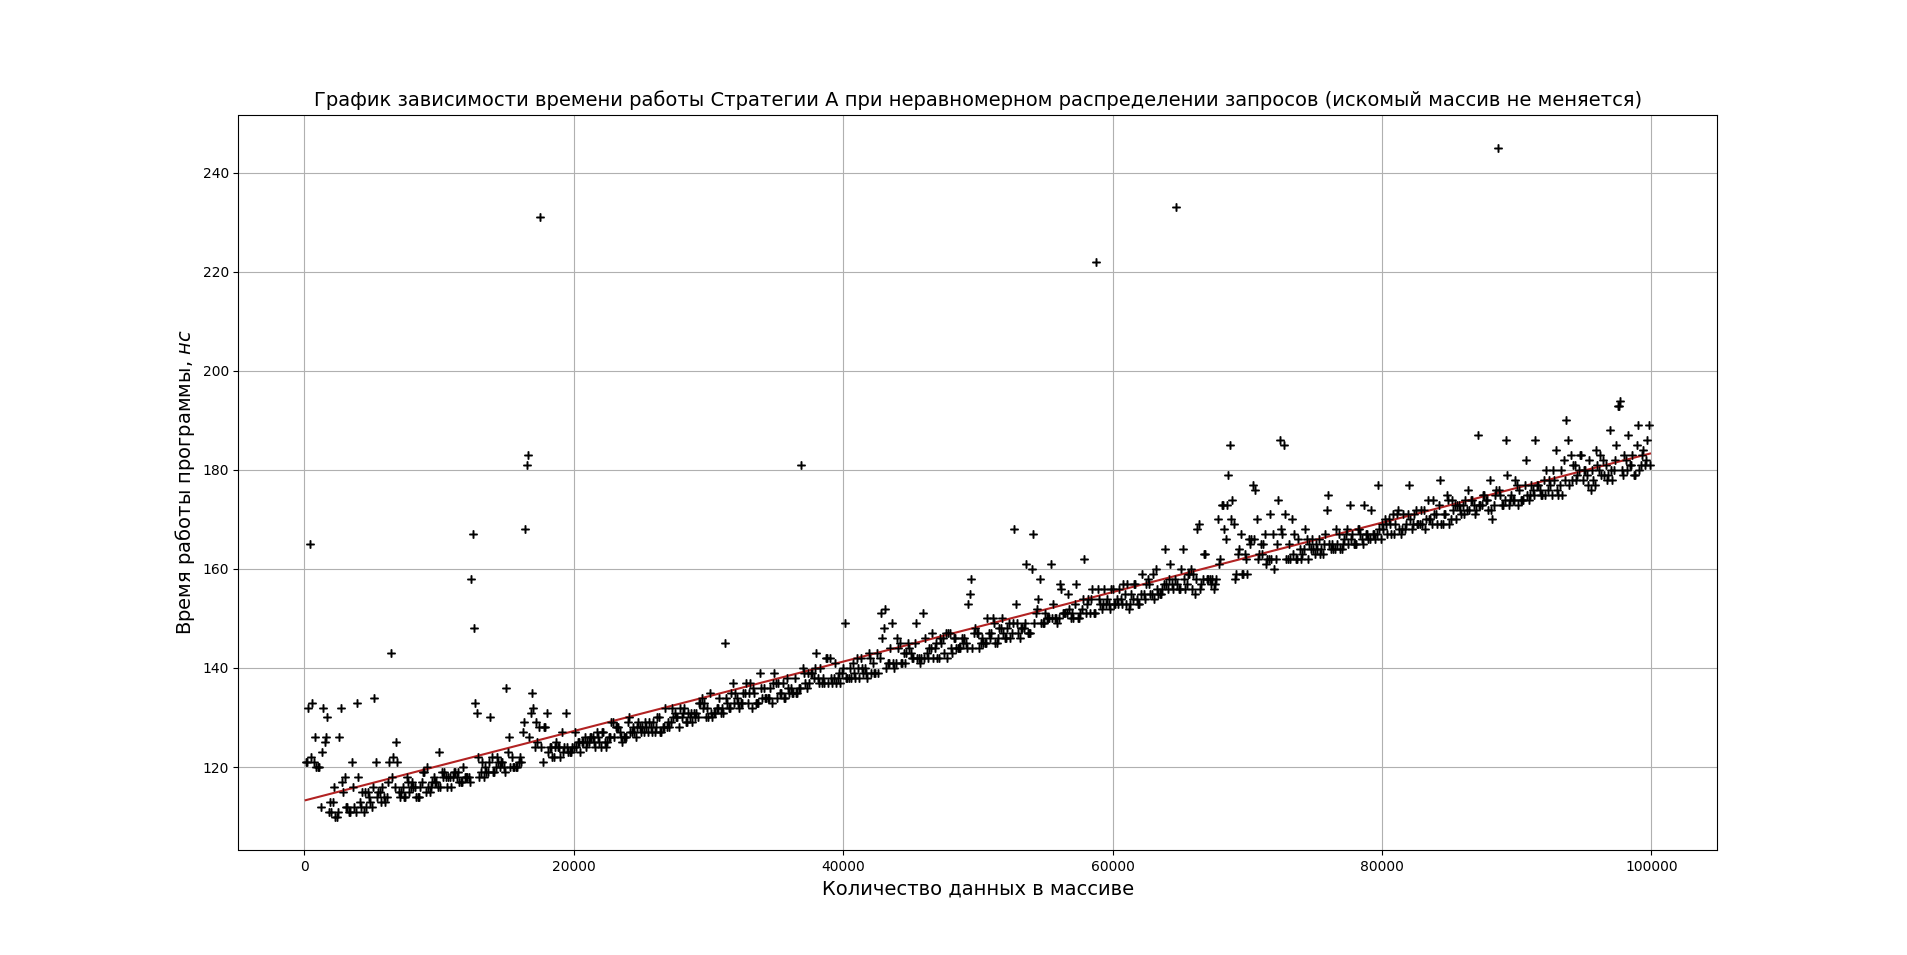 График зависимости времени работы Стратегии А при неравномерном распределении запросов (искомый массив не меняется)
Время работы программы, нс
240
220
200
180
160
140
120
0 20000 40000 60000 80000 100000
Количество данных в массиве